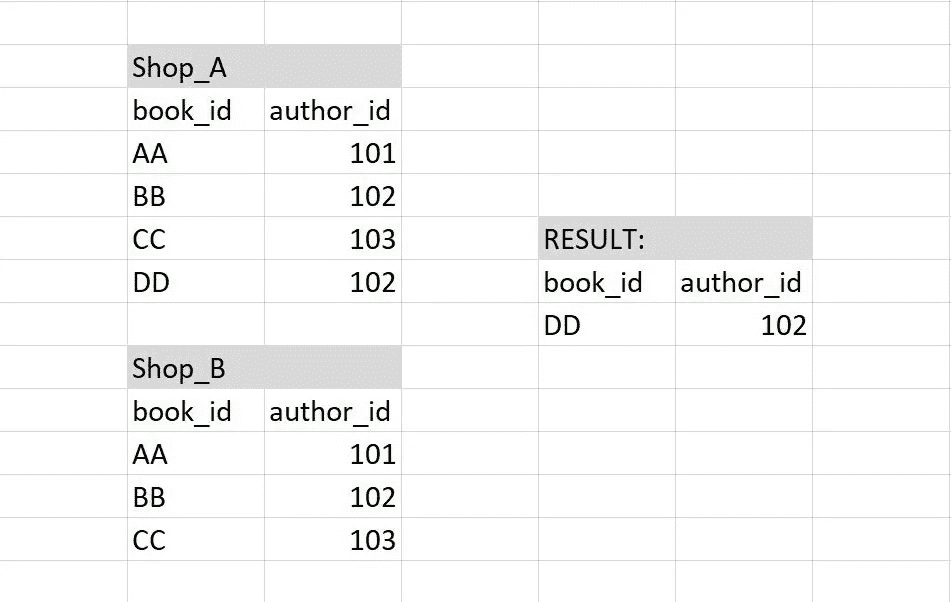 Shop_A
book_id author_id
AA 101
BB 102
CC 103
DD 102
RESULT:
book_id author_id
DD 102
Shop_B
book_id author_id
AA 101
BB 102
CC 103